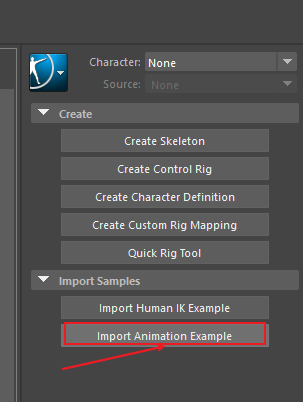 Character: None
Source: None
Create
Create Skeleton
Create Control Rig
Create Character Definition
Create Custom Rig Mapping
Quick Rig Tool
Import Samples
Import Human IK Example
Import Animation Example